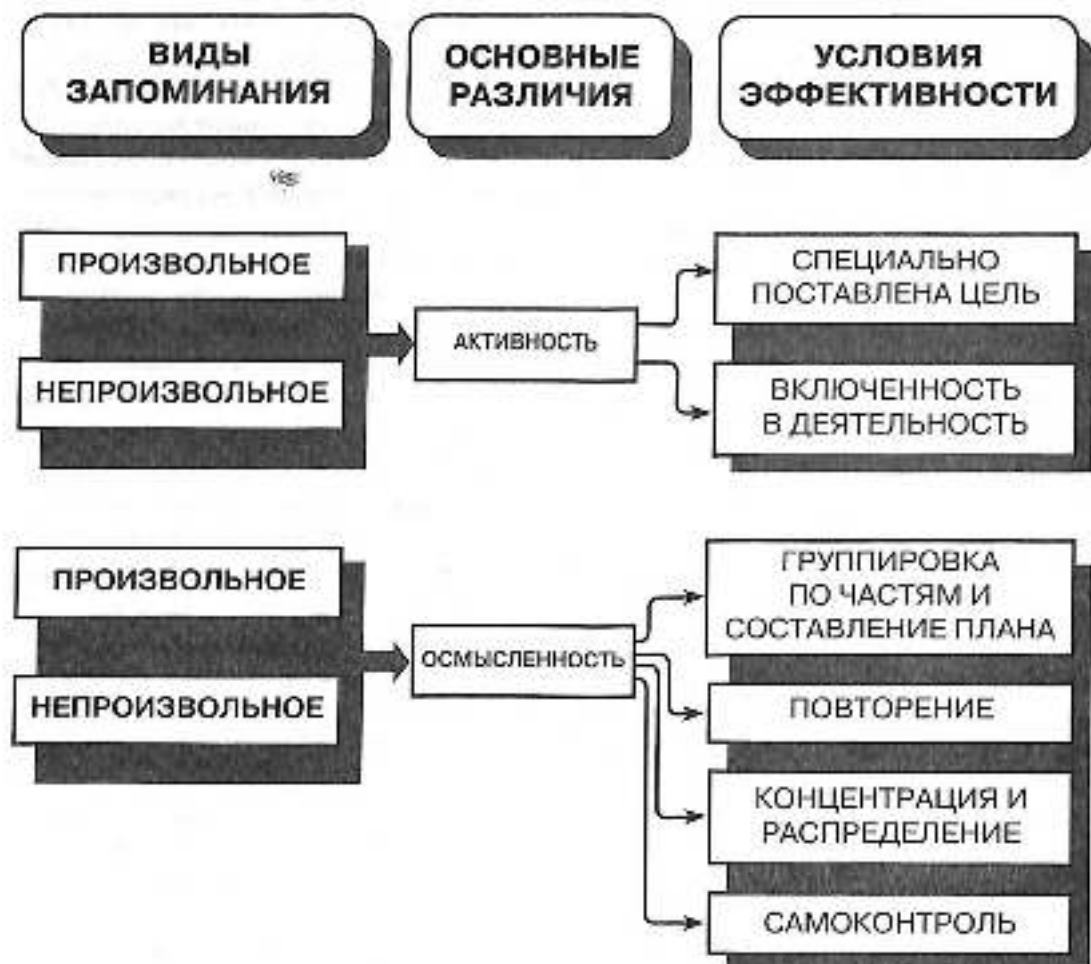 ВИДЫ
ЗАПОМИНАНИЯ
ОСНОВНЫЕ
РАЗЛИЧИЯ
УСЛОВИЯ
ЭФФЕКТИВНОСТИ
ПРОИЗВОЛЬНОЕ
НЕПРОИЗВОЛЬНОЕ
АКТИВНОСТЬ
СПЕЦИАЛЬНО
ПОСТАВЛЕНА ЦЕЛЬ
ВКЛЮЧЕННОСТЬ
В ДЕЯТЕЛЬНОСТЬ
ПРОИЗВОЛЬНОЕ
НЕПРОИЗВОЛЬНОЕ
ОСМЫСЛЕННОСТЬ
ГРУППИРОВКА
ПО ЧАСТЯМ И
СОСТАВЛЕНИЕ ПЛАНА
ПОВТОРЕНИЕ
КОНЦЕНТРАЦИЯ И
РАСПРЕДЕЛЕНИЕ
САМОКОНТРОЛЬ